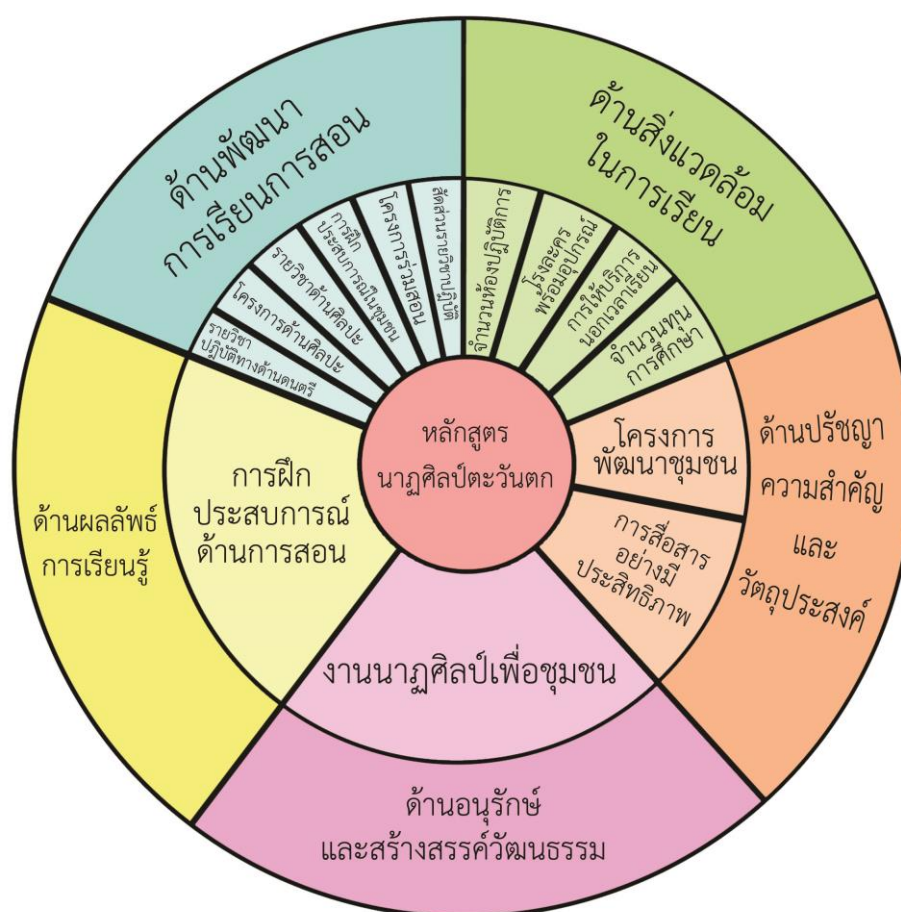 ด้านพัฒนา
การเรียนการสอน
ด้านสิ่งแวดล้อม
ในการเรียน
รายวิชา
ปฏิบัติทางด้านดนตรี
โครงการด้านศิลปะ
รายวิชาด้านศิลปะ
การฝึก
ประสบการณ์ในชุมชน
โครงการร่วมสอน
สัดส่วนรายวิชาปฏิบัติ
จำนวนห้องปฏิบัติการ
โรงละคร
พร้อมอุปกรณ์
การให้บริการ
นอกเวลาเรียน
จำนวนทุน
การศึกษา
หลักสูตร
นาฏศิลป์ตะวันตก
โครงการ
พัฒนาชุมชน
การสื่อสาร
อย่างมี
ประสิทธิภาพ
ด้านปรัชญา
ความสำคัญ
และ
วัตถุประสงค์
การฝึก
ประสบการณ์
ด้านการสอน
ด้านผลลัพธ์
การเรียนรู้
งานนาฏศิลป์เพื่อชุมชน
ด้านอนุรักษ์
และสร้างสรรค์วัฒนธรรม